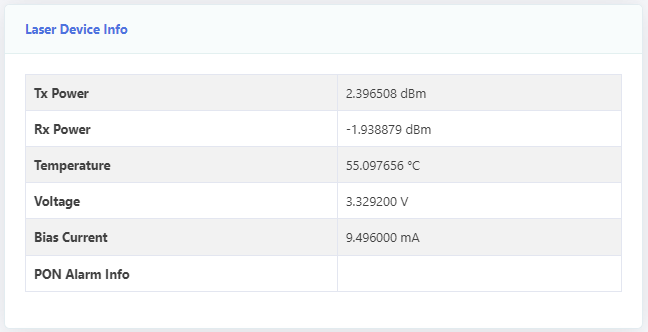 Laser Device Info
Tx Power 2.396508 dBm
Rx Power -1.938879 dBm
Temperature 55.097656 °C
Voltage 3.329200 V
Bias Current 9.496000 mA
PON Alarm Info